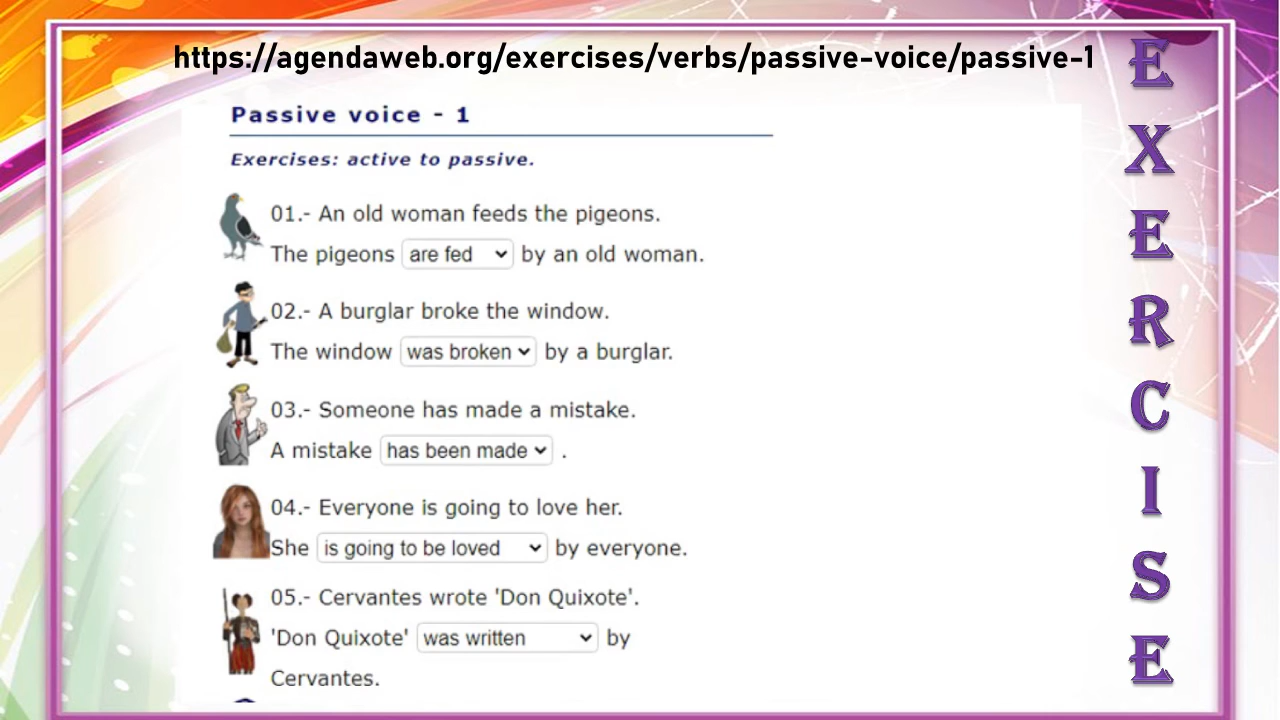 https://agendaweb.org/exercises/verbs/passive-voice/passive-1
Passive voice - 1
Exercises: active to passive.
01.- An old woman feeds the pigeons.
The pigeons are fed by an old woman.
02.- A burglar broke the window.
The window was broken by a burglar.
03.- Someone has made a mistake.
A mistake has been made .
04.- Everyone is going to love her.
She is going to be loved by everyone.
05.- Cervantes wrote 'Don Quixote'.
'Don Quixote' was written by
Cervantes.
E
X
E
R
C
I
S
E